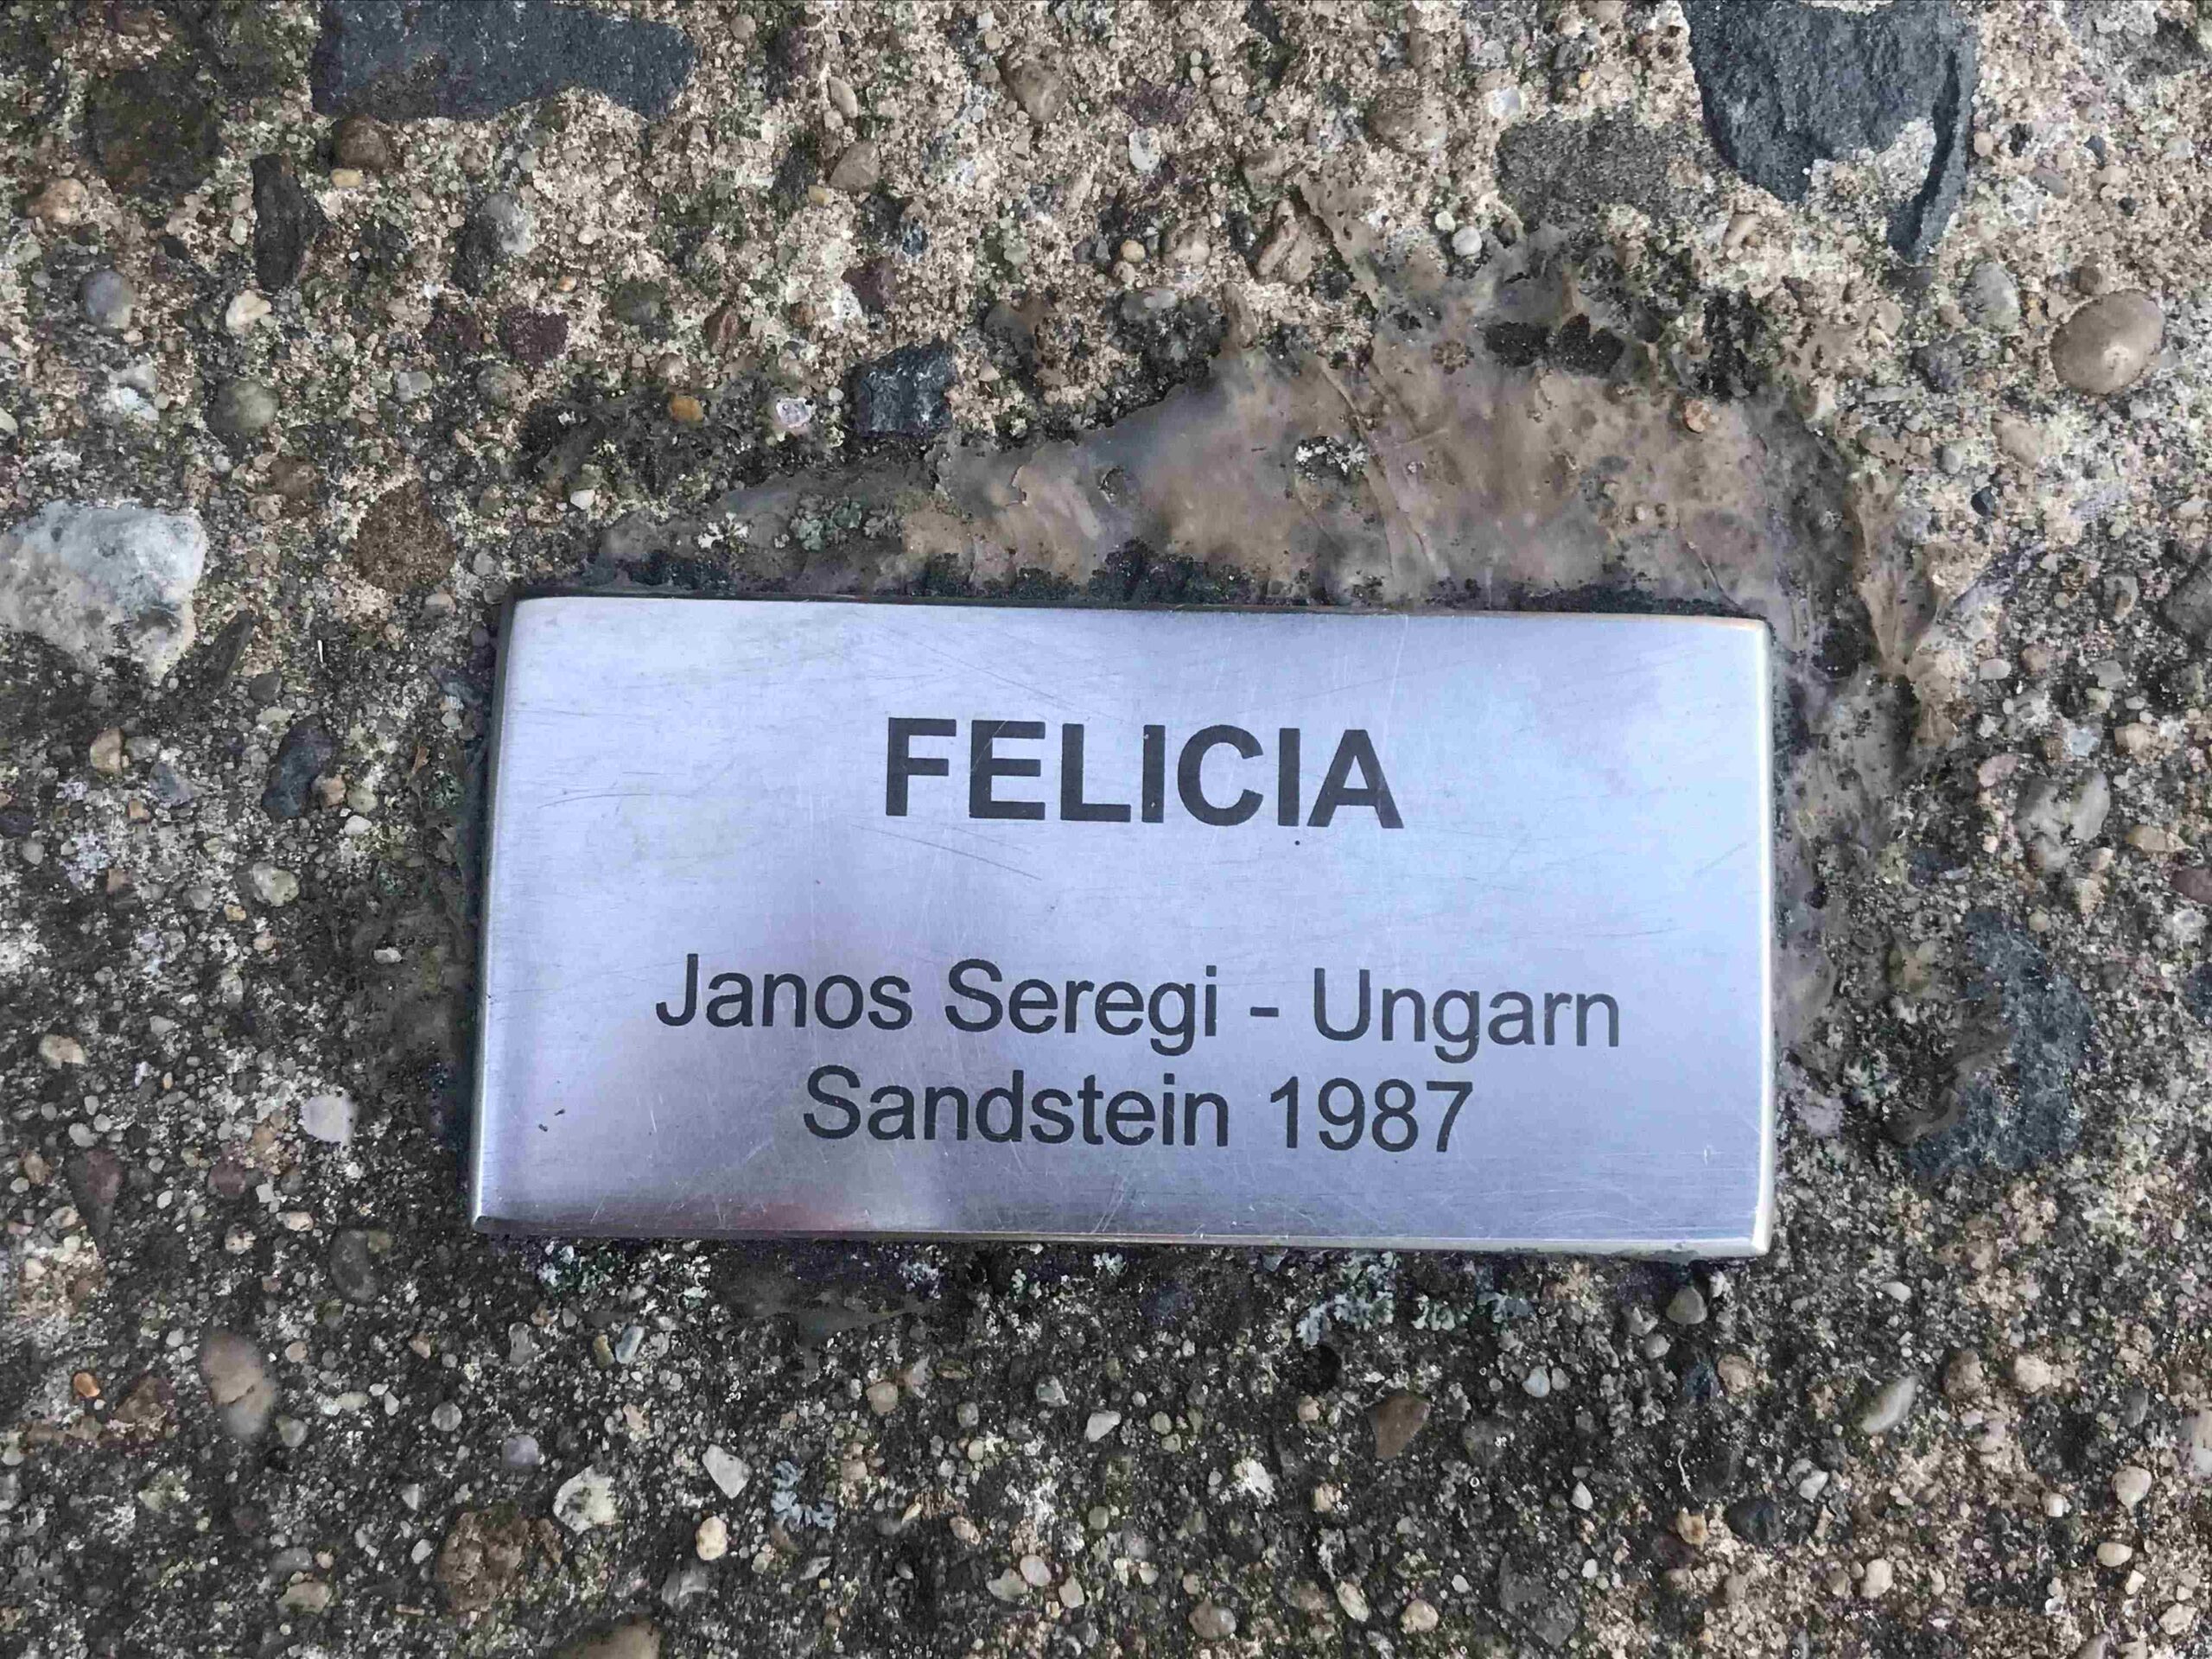 FELICIA
Janos Seregi - Ungarn
Sandstein 1987